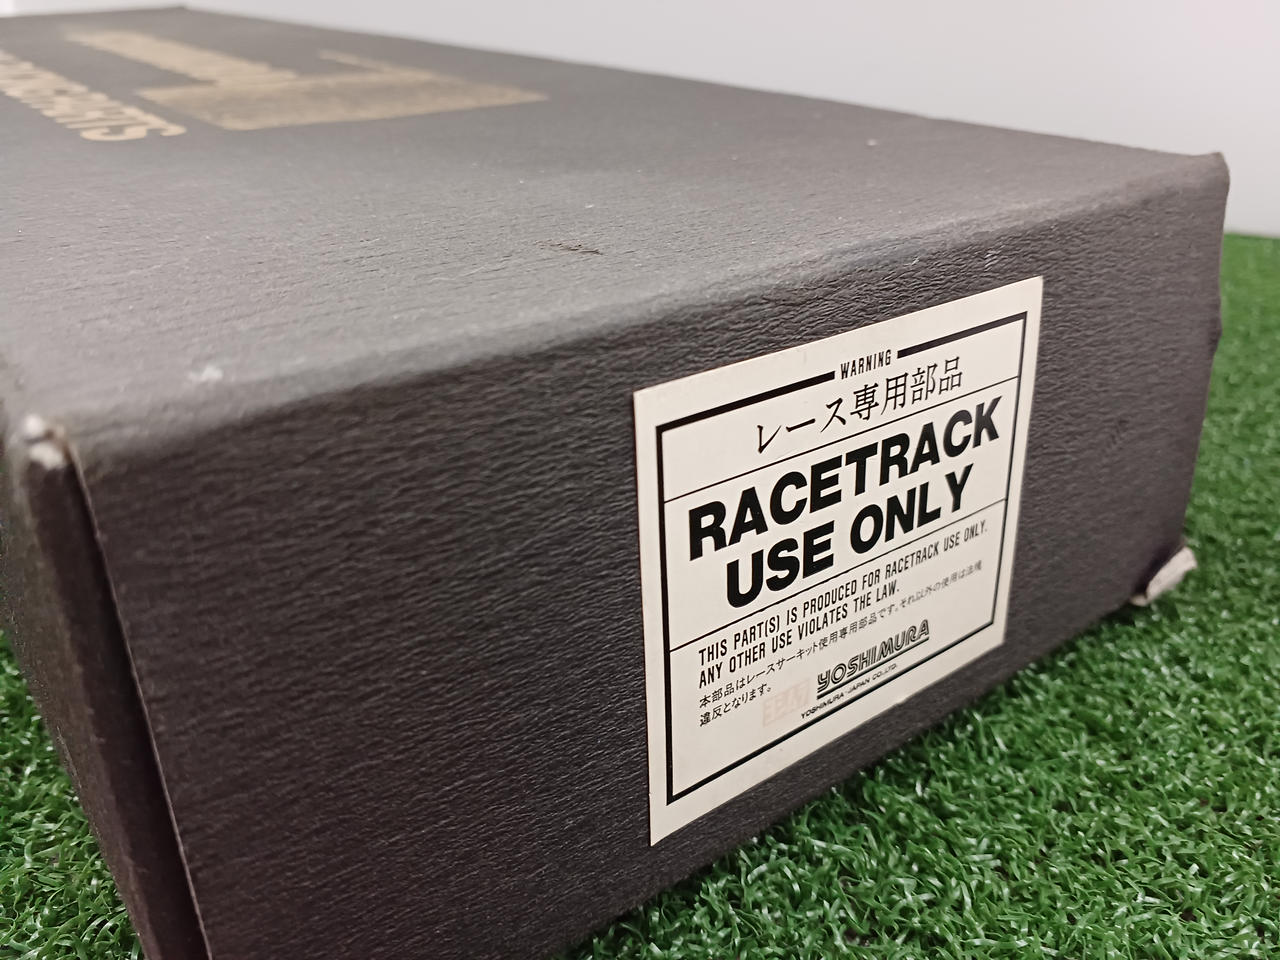 WARNING
レース専用部品
RACETRACK
USE ONLY
THIS PART(S) IS PRODUCED FOR RACETRACK USE ONLY.
ANY OTHER USE VIOLATES THE LAW.
本部品はレースサーキット使用専用部品です。それ以外の使用は法規
違反となります。
YOSHIMURA
YOSHIMURA JAPAN CO.,LTD.